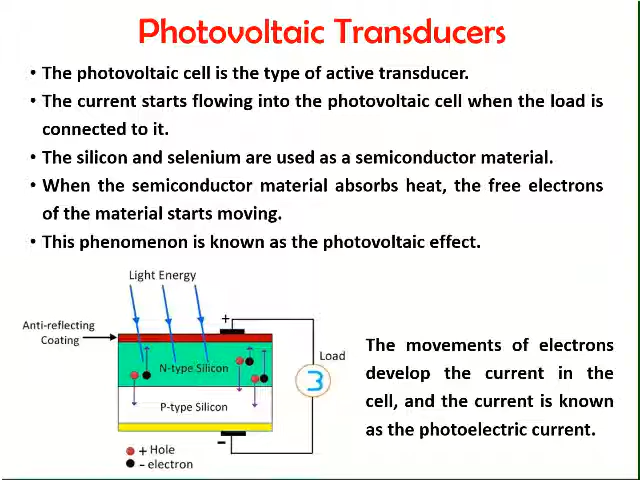 Photovoltaic Transducers
• The photovoltaic cell is the type of active transducer.
• The current starts flowing into the photovoltaic cell when the load is
connected to it.
• The silicon and selenium are used as a semiconductor material.
• When the semiconductor material absorbs heat, the free electrons
of the material starts moving.
• This phenomenon is known as the photovoltaic effect.
Light Energy
+
Anti-reflecting
Coating
N-type Silicon
P-type Silicon
Load
3
−
+ Hole
- electron
The movements of electrons
develop the current in the
cell, and the current is known
as the photoelectric current.